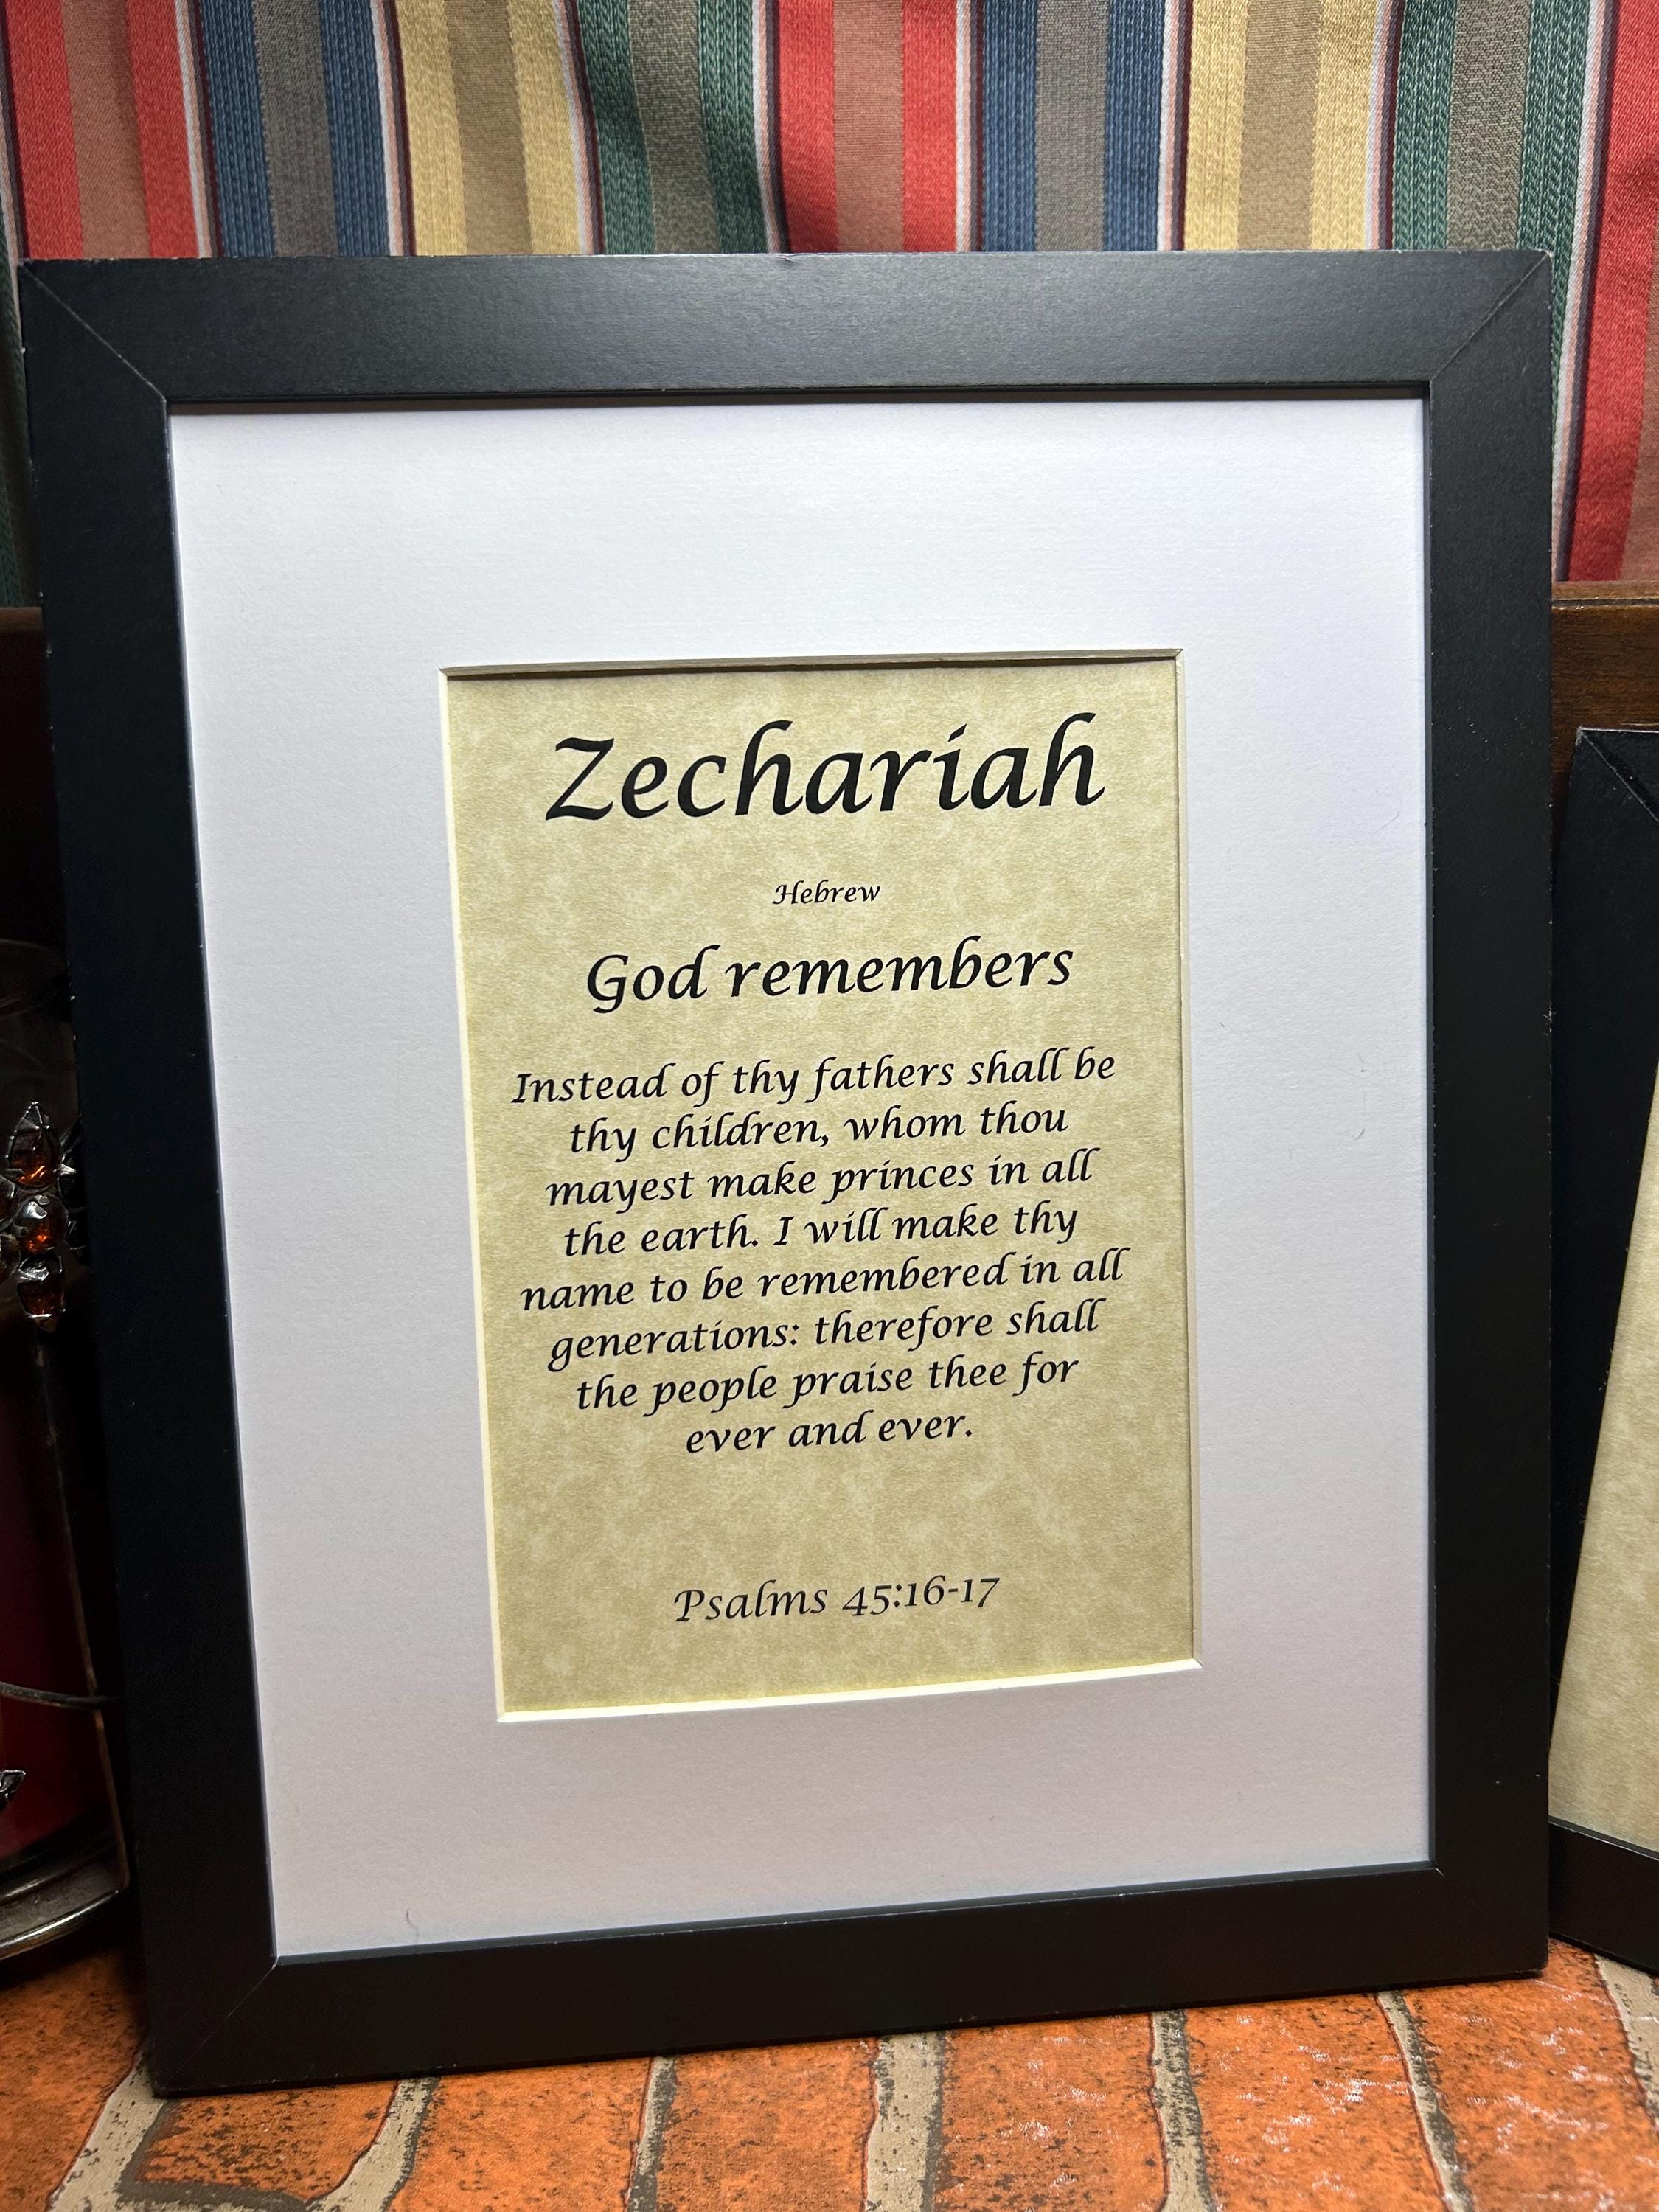 Zechariah
Hebrew
God remembers
Instead of thy fathers shall be
thy children, whom thou
mayest make princes in all
the earth. I will make thy
name to be remembered in all
generations: therefore shall
the people praise thee for
ever and ever.
Psalms 45:16-17